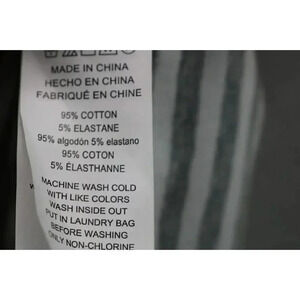 MADE IN CHINA
HECHO EN CHINA
FABRIQUÉ EN CHINE
95% COTTON
5% ELASTANE
95% algodón 5% elastano
95% COTON
5% ÉLASTHANNE
MACHINE WASH COLD
WITH LIKE COLORS
WASH INSIDE OUT
PUT IN LAUNDRY BAG
BEFORE WASHING
ONLY NON-CHLORINE